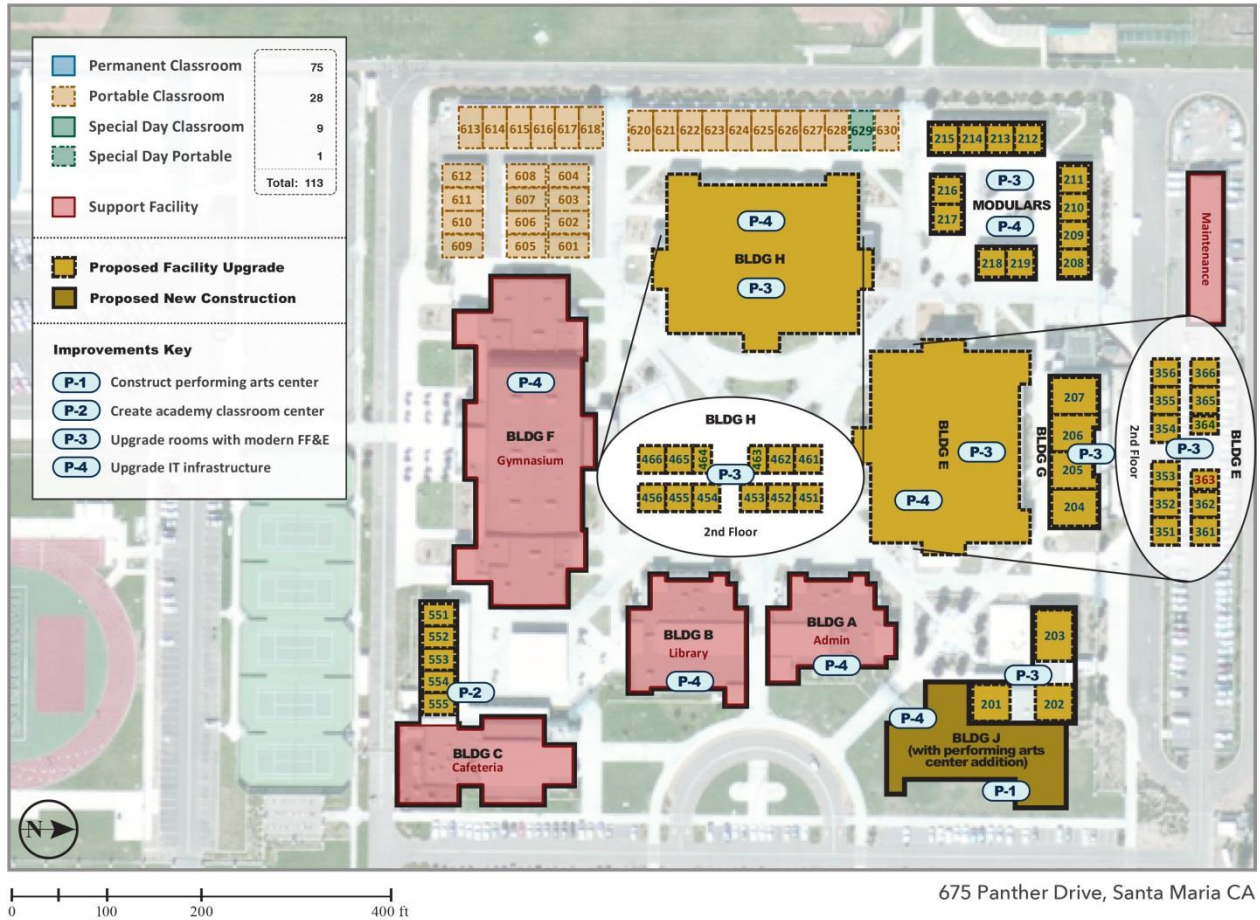 Permanent Classroom 75
Portable Classroom 28
Special Day Classroom 9
Special Day Portable 1
Total: 113
Support Facility
Proposed Facility Upgrade
Proposed New Construction
Improvements Key
P-1 Construct performing arts center
P-2 Create academy classroom center
P-3 Upgrade rooms with modern FF&E
P-4 Upgrade IT infrastructure
613 614 615 616 617 618
620 621 622 623 624 625 626 627 628 629 630
612 608 604
611 607 603
610 606 602
609 605 601
215 214 213 212
216
217
P-3
MODULARS
P-4
218 219
211
210
209
208
Maintenance
P-4
BLDG H
P-3
P-4
BLDG F
Gymnasium
BLDG H
466 465 464 463 462 461
P-3
456 455 454 453 452 451
2nd Floor
BLDG E
P-3
P-4
BLDG G
207
206
P-3
205
204
2nd Floor
356 366
355 365
354 364
P-3
353 363
352 362
351 361
BLDG E
551
552
553
554
555
P-2
BLDG C
Cafeteria
BLDG B
Library
P-4
BLDG A
Admin
P-4
203
P-3
201 202
P-4
BLDG J
(with performing arts
center addition)
P-1
N
0 100 200 400 ft
675 Panther Drive, Santa Maria CA